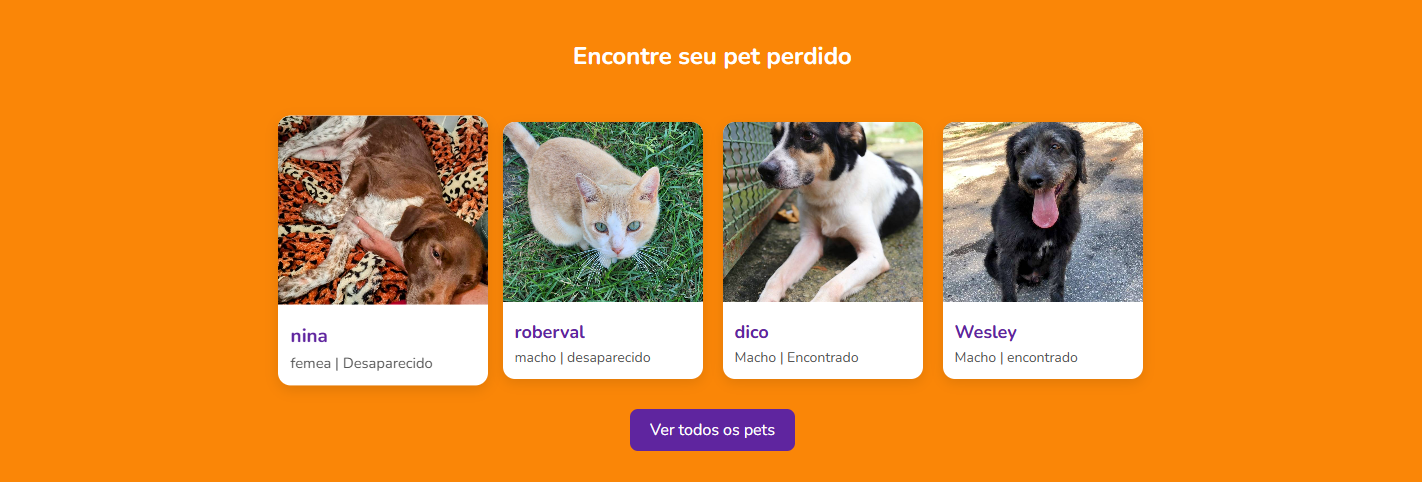 Encontre seu pet perdido
nina
femea | Desaparecido
roberval
macho | desaparecido
dico
Macho | Encontrado
Wesley
Macho | encontrado
Ver todos os pets